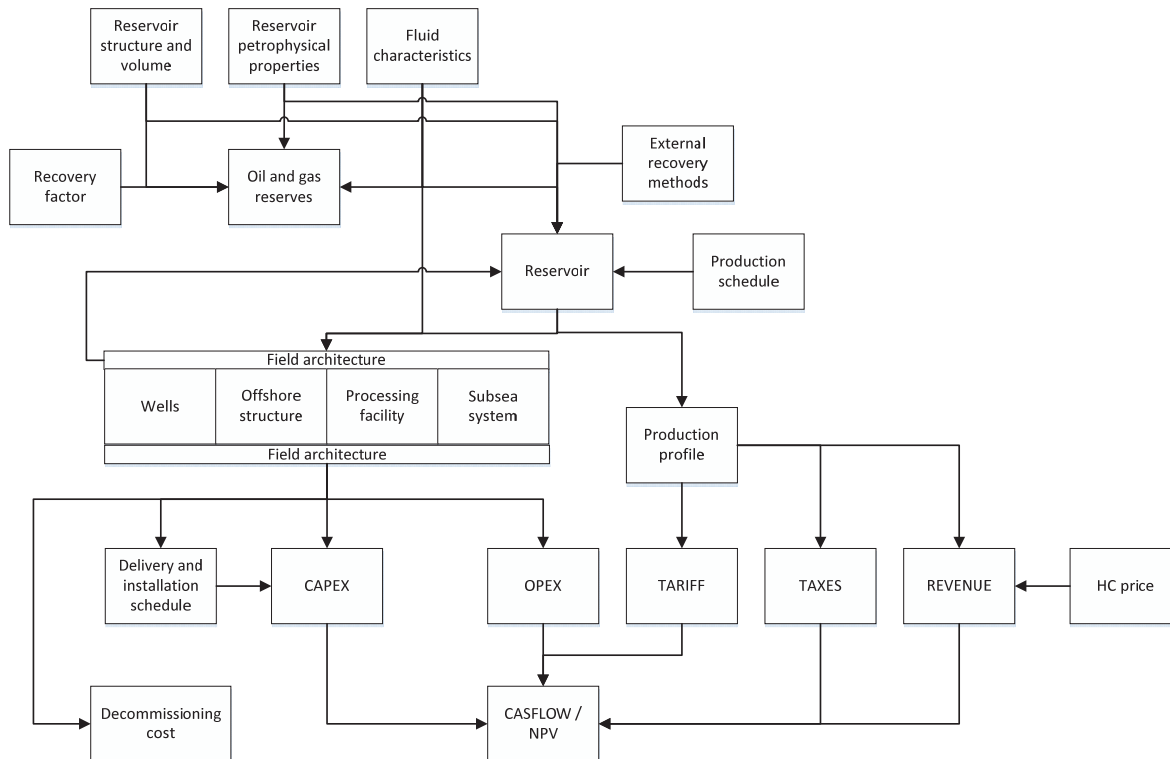 Reservoir
structure and
volume
Reservoir
petrophysical
properties
Fluid
characteristics
External
recovery
methods
Recovery
factor
Oil and gas
reserves
Reservoir
Production
schedule
Field architecture
Wells
Offshore
structure
Processing
facility
Subsea
system
Field architecture
Production
profile
Delivery and
installation
schedule
CAPEX
OPEX
TARIFF
TAXES
REVENUE
HC price
Decommissioning
cost
CASFLOW /
NPV